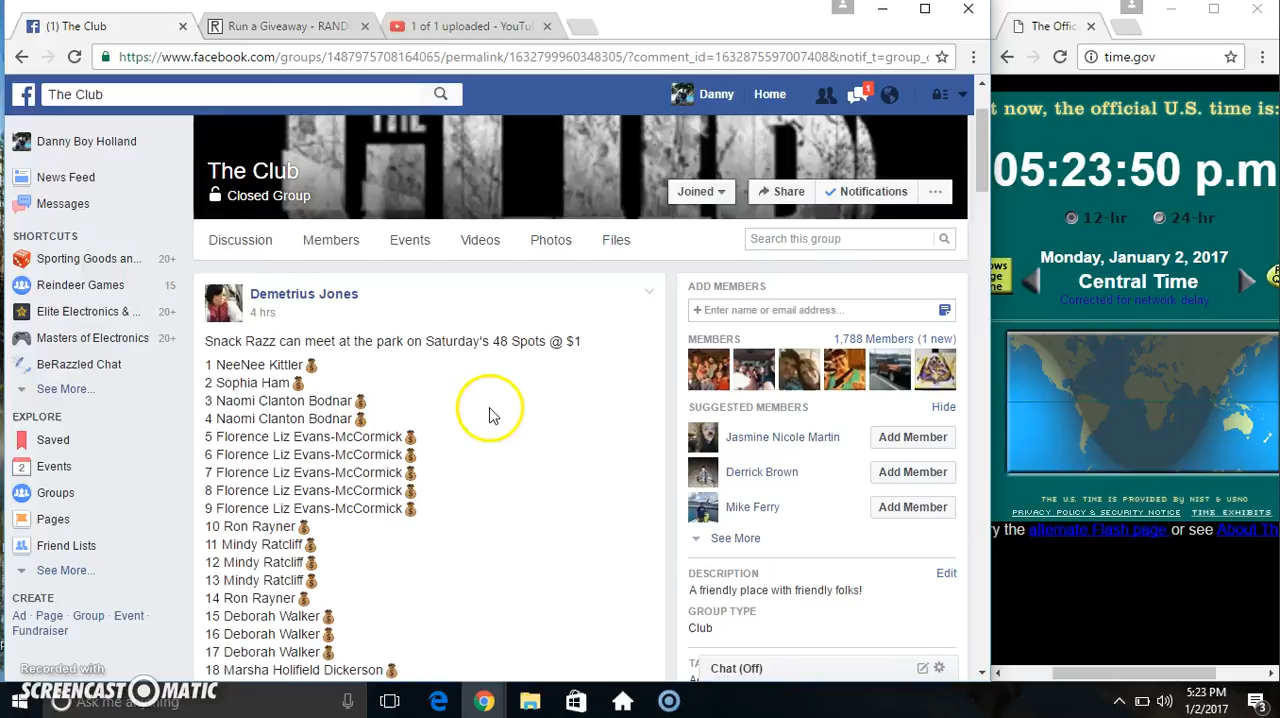 (1) The Club
Run a Giveaway - RAND
1 of 1 uploaded - YouTu
The Offic
https://www.facebook.com/groups/1487975708164065/permalink/1632799960348305/?comment_id=1632875597007408&notif_t=group_c
time.gov
The Club
Danny
Home
1
t now, the official U.S. time is:
05:23:50 p.m
12-hr
24-hr
Monday, January 2, 2017
Central Time
Corrected for network delay
THE U.S. TIME IS PROVIDED BY NIST & USNO
PRIVACY POLICY & SECURITY NOTICE TIME EXHIBITS
ry the alternate Flash page or see About Th
Danny Boy Holland
News Feed
Messages
SHORTCUTS
Sporting Goods an... 20+
Reindeer Games 15
Elite Electronics & ... 20+
Masters of Electronics 20+
BeRazzled Chat
See More...
EXPLORE
Saved
2 Events
Groups
Pages
Friend Lists
See More...
CREATE
Ad · Page · Group · Event ·
Fundraiser
THE CLUB
The Club
Closed Group
Joined
Share
Notifications
Discussion
Members
Events
Videos
Photos
Files
Search this group
Demetrius Jones
4 hrs
Snack Razz can meet at the park on Saturday's 48 Spots @ $1
1 NeeNee Kittler
2 Sophia Ham
3 Naomi Clanton Bodnar
4 Naomi Clanton Bodnar
5 Florence Liz Evans-McCormick
6 Florence Liz Evans-McCormick
7 Florence Liz Evans-McCormick
8 Florence Liz Evans-McCormick
9 Florence Liz Evans-McCormick
10 Ron Rayner
11 Mindy Ratcliff
12 Mindy Ratcliff
13 Mindy Ratcliff
14 Ron Rayner
15 Deborah Walker
16 Deborah Walker
17 Deborah Walker
18 Marsha Holifield Dickerson
ADD MEMBERS
+ Enter name or email address...
MEMBERS
1,788 Members (1 new)
SUGGESTED MEMBERS
Hide
Jasmine Nicole Martin
Add Member
Derrick Brown
Add Member
Mike Ferry
Add Member
See More
DESCRIPTION
Edit
A friendly place with friendly folks!
GROUP TYPE
Club
Chat (Off)
Recorded with
SCREENCAST-O-MATIC
Ask me anything
5:23 PM
1/2/2017
3